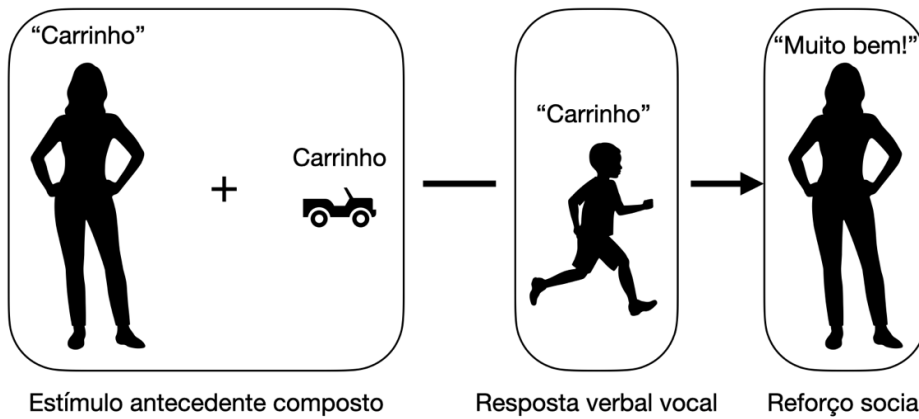 “Carrinho”
+
Carrinho
“Carrinho”
“Muito bem!”
Estímulo antecedente composto
Resposta verbal vocal
Reforço socia